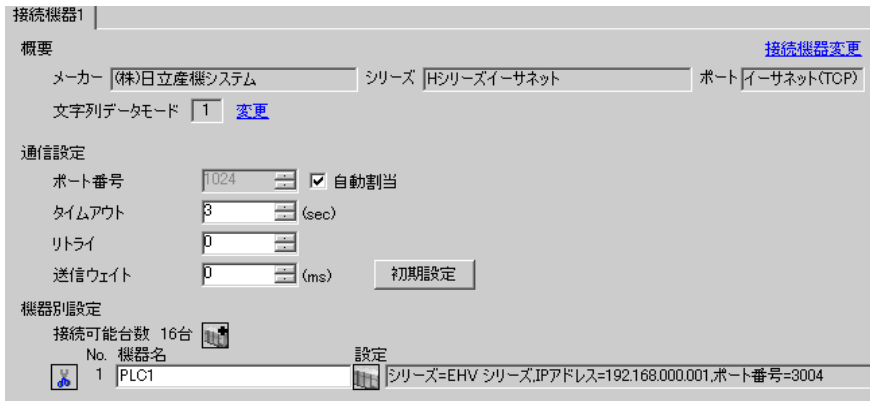 接続機器1
概要 接続機器変更
メーカー (株)日立産機システム シリーズ Hシリーズイーサネット ポート イーサネット(TCP)
文字列データモード 1 変更
通信設定
ポート番号 1024 自動割当
タイムアウト 3 (sec)
リトライ 0
送信ウェイト 0 (ms) 初期設定
機器別設定
接続可能台数 16台
No. 機器名 設定
1 PLC1 シリーズ=EHV シリーズ,IPアドレス=192.168.000.001,ポート番号=3004